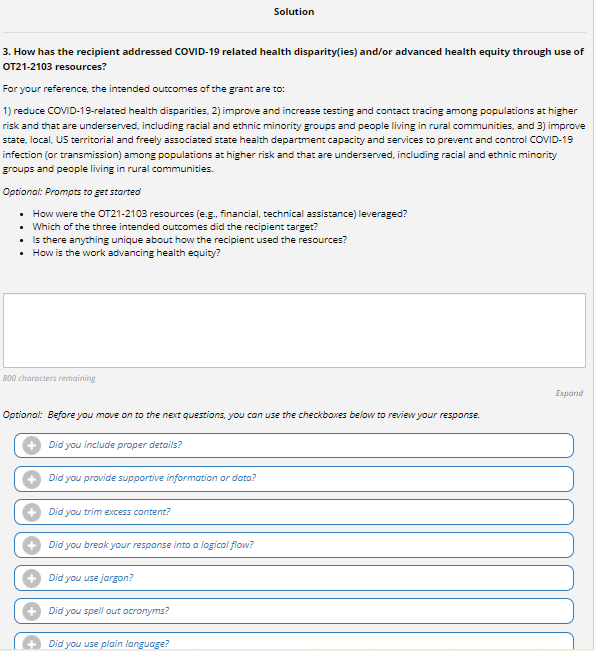 Solution
3. How has the recipient addressed COVID-19 related health disparity(ies) and/or advanced health equity through use of
OT21-2103 resources?
For your reference, the intended outcomes of the grant are to:
1) reduce COVID-19-related health disparities, 2) improve and increase testing and contact tracing among populations at higher
risk and that are underserved, including racial and ethnic minority groups and people living in rural communities, and 3) improve
state, local, US territorial and freely associated state health department capacity and services to prevent and control COVID-19
infection (or transmission) among populations at higher risk and that are underserved, including racial and ethnic minority
groups and people living in rural communities.
Optional: Prompts to get started
• How were the OT21-2103 resources (e.g., financial, technical assistance) leveraged?
• Which of the three intended outcomes did the recipient target?
• Is there anything unique about how the recipient used the resources?
• How is the work advancing health equity?
800 characters remaining
Expand
Optional: Before you move on to the next questions, you can use the checkboxes below to review your response.
Did you include proper details?
Did you provide supportive information or data?
Did you trim excess content?
Did you break your response into a logical flow?
Did you use jargon?
Did you spell out acronyms?
Did you use plain language?